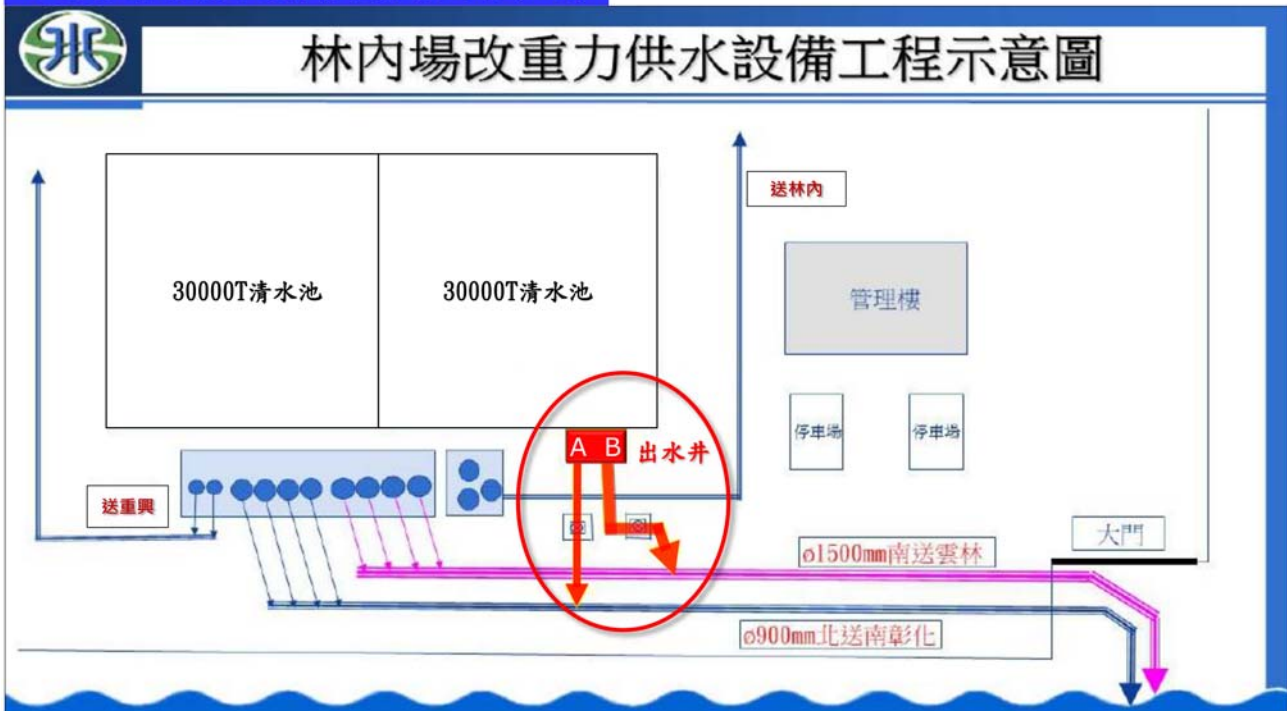 林內場改重力供水設備工程示意圖
送林內
30000T清水池
30000T清水池
管理樓
停車場
停車場
A B
出水井
送重興
大門
ø1500mm南送雲林
ø900mm北送南彰化